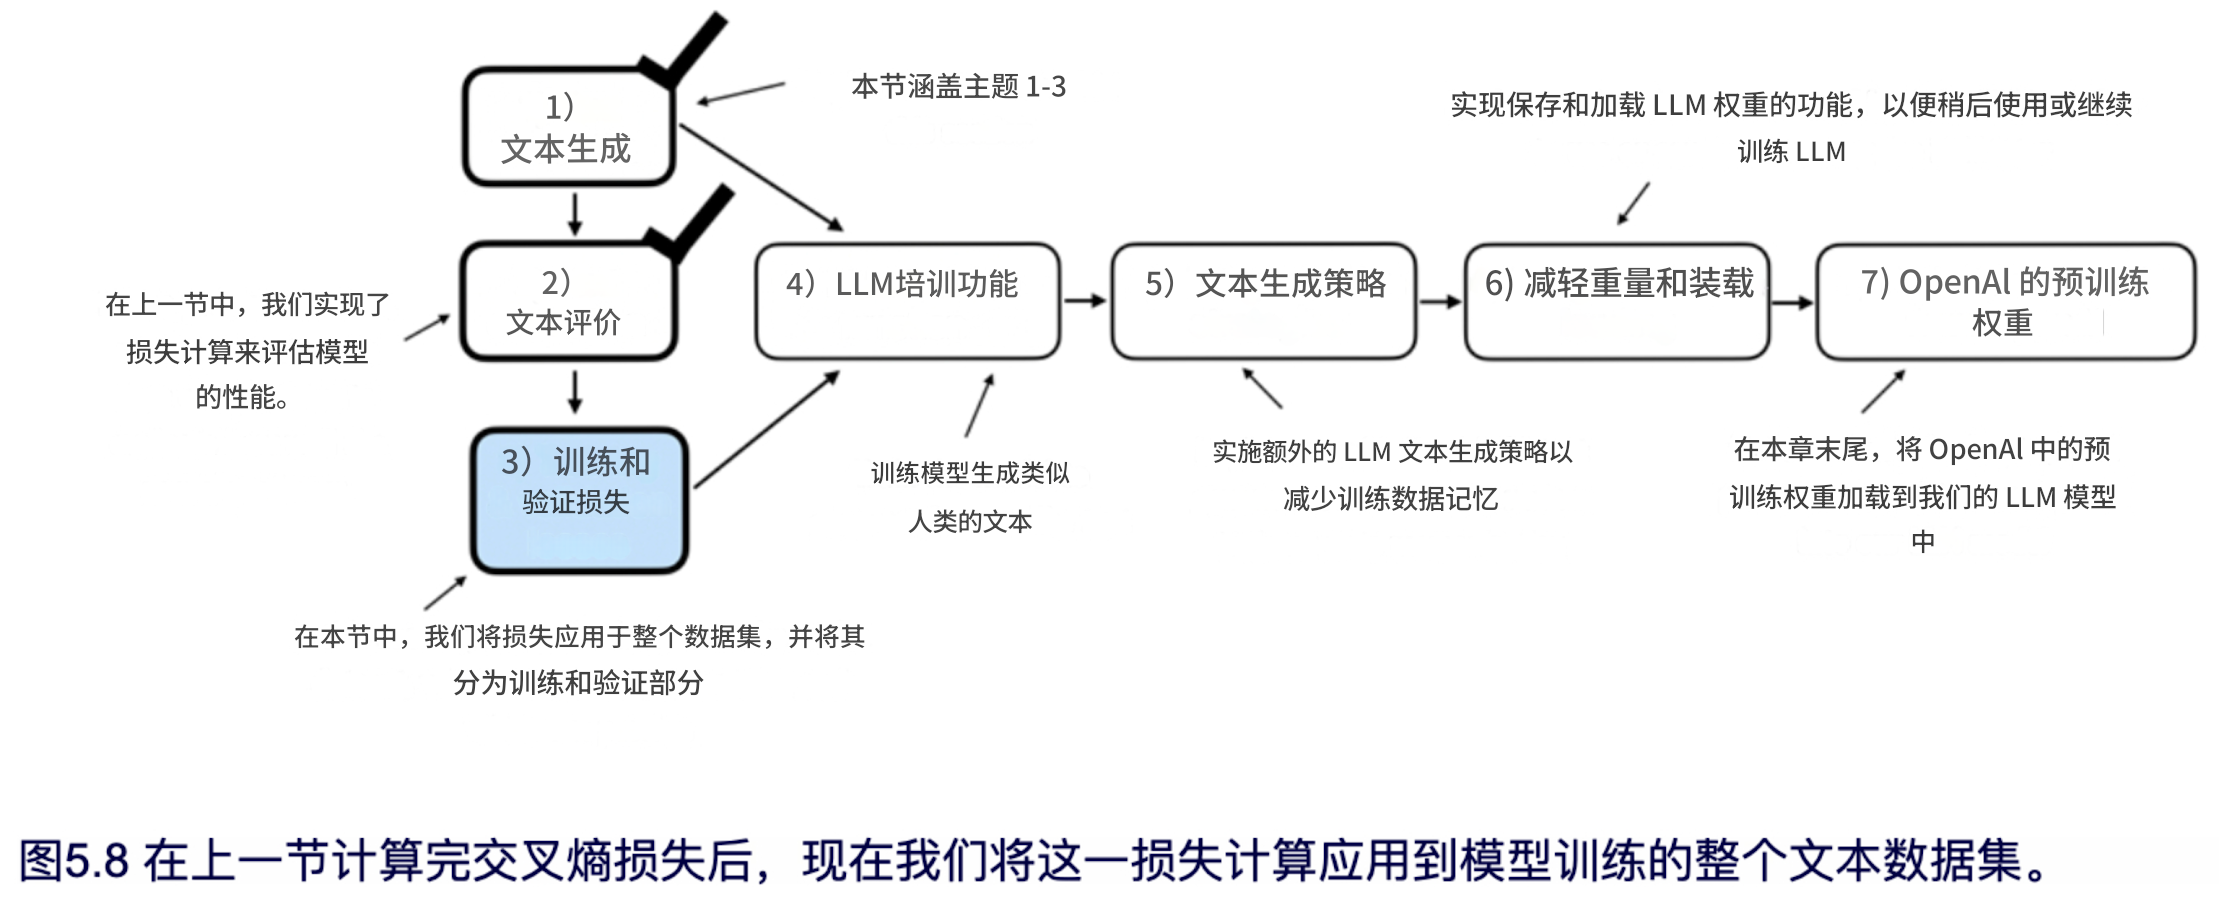 1）
文本生成
本节涵盖主题 1-3
实现保存和加载 LLM 权重的功能，以便稍后使用或继续
训练 LLM
2）
文本评价
在上一节中，我们实现了
损失计算来评估模型
的性能。
4）LLM培训功能
5）文本生成策略
6) 减轻重量和装载
7) OpenAl 的预训练
权重
3）训练和
验证损失
训练模型生成类似
人类的文本
实施额外的 LLM 文本生成策略以
减少训练数据记忆
在本章末尾，将 OpenAl 中的预
训练权重加载到我们的 LLM 模型
中
在本节中，我们将损失应用于整个数据集，并将其
分为训练和验证部分
图5.8 在上一节计算完交叉熵损失后，现在我们将这一损失计算应用到模型训练的整个文本数据集。